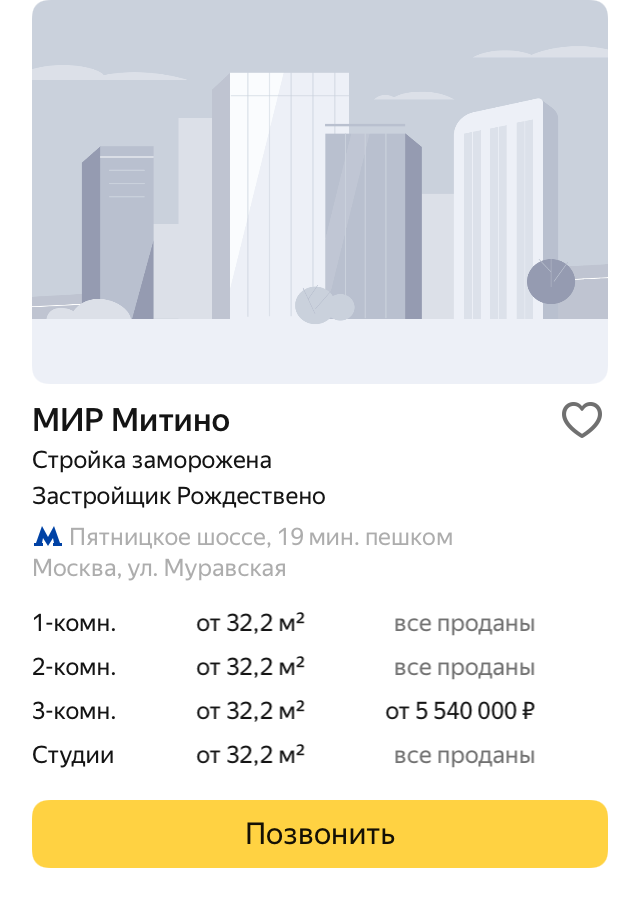 МИР Митино
Стройка заморожена
Застройщик Рождествено
Пятницкое шоссе, 19 мин. пешком
Москва, ул. Муравская
1-комн. от 32,2 м² все проданы
2-комн. от 32,2 м² все проданы
3-комн. от 32,2 м² от 5 540 000 ₽
Студии от 32,2 м² все проданы
Позвонить